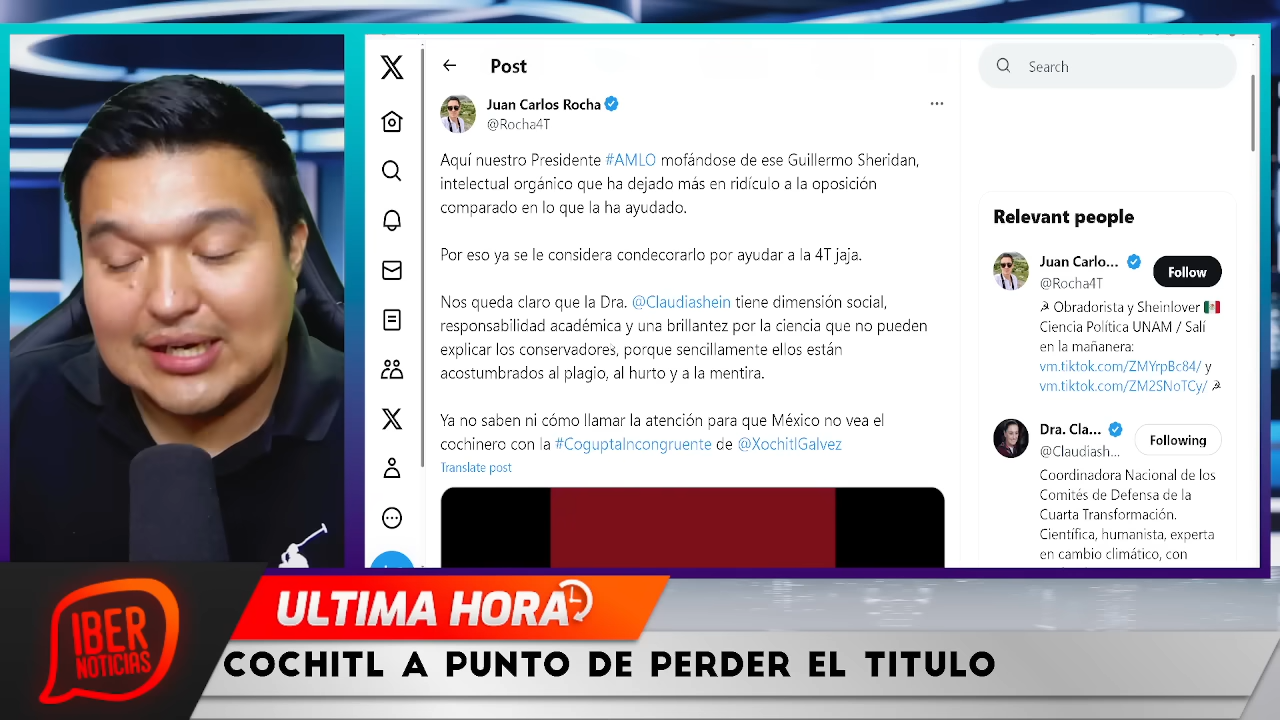 Post
Search
Juan Carlos Rocha
@Rocha4T
Aquí nuestro Presidente #AMLO mofándose de ese Guillermo Sheridan,
intelectual orgánico que ha dejado más en ridículo a la oposición
comparado en lo que la ha ayudado.
Por eso ya se le considera condecorarlo por ayudar a la 4T jaja.
Nos queda claro que la Dra. @Claudiashein tiene dimensión social,
responsabilidad académica y una brillantez por la ciencia que no pueden
explicar los conservadores, porque sencillamente ellos están
acostumbrados al plagio, al hurto y a la mentira.
Ya no saben ni cómo llamar la atención para que México no vea el
cochinero con la #CoguptaIncongruente de @XochitlGalvez
Translate post
Relevant people
Juan Carlo...
@Rocha4T
Follow
Obradorista y Sheinlover
Ciencia Política UNAM / Salí
en la mañanera:
vm.tiktok.com/ZMYrpBc84/ y
vm.tiktok.com/ZM2SNoTCy/
Dra. Cla...
@Claudiash...
Following
Coordinadora Nacional de los
Comités de Defensa de la
Cuarta Transformación.
Científica, humanista, experta
en cambio climático, con
IBER
NOTICIAS
ULTIMA HORA
COCHITL A PUNTO DE PERDER EL TITULO